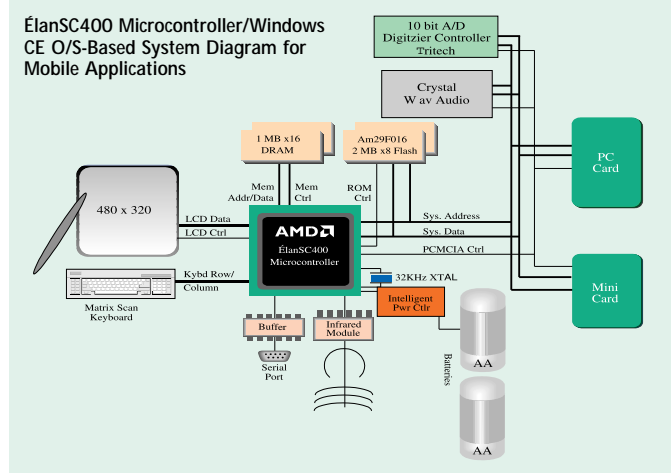 ÉlanSC400 Microcontroller/Windows
CE O/S-Based System Diagram for
Mobile Applications
10 bit A/D
Digitzier Controller
Tritech
Crystal
W av Audio
1 MB x16
DRAM
Am29F016
2 MB x8 Flash
PC
Card
480 x 320
Mem
Addr/Data
Mem
Ctrl
ROM
Ctrl
LCD Data
LCD Ctrl
AMD
ÉlanSC400
Microcontroller
Sys. Address
Sys. Data
PCMCIA Ctrl
Kybd Row/
Column
32KHz XTAL
Matrix Scan
Keyboard
Intelligent
Pwr Ctlr
Mini
Card
Buffer
Infrared
Module
Serial
Port
Batteries
AA
AA